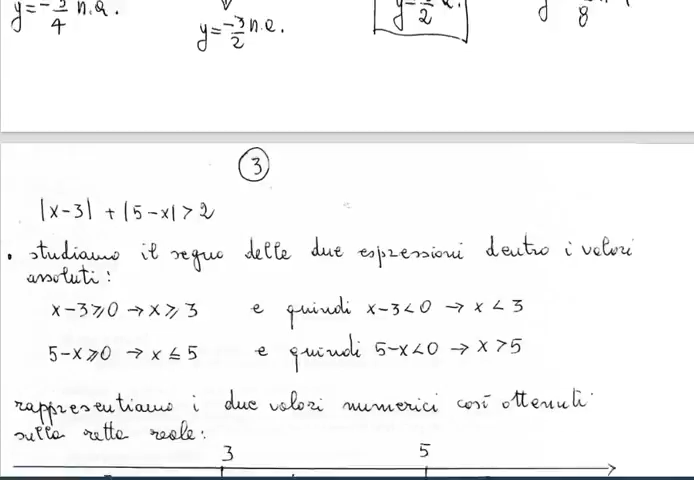 y=-3/4 n.a.
y=-3/2 n.a.
8
3
|x-3| + |5-x| > 2
• studiamo il segno delle due espressioni dentro i valori
assoluti:
x-3⩾0 → x⩾3 e quindi x-3<0 → x<3
5-x⩾0 → x≤5 e quindi 5-x<0 → x>5
rappresentiamo i due valori numerici così ottenuti
sulla retta reale:
3 5